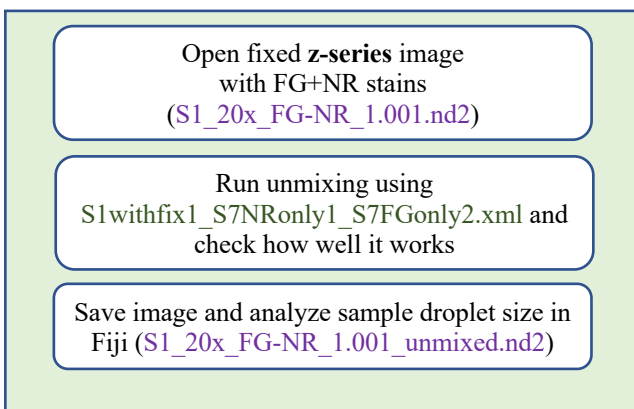 Open fixed z-series image
with FG+NR stains
(S1_20x_FG-NR_1.001.nd2)
Run unmixing using
S1withfix1_S7NRonly1_S7FGonly2.xml and
check how well it works
Save image and analyze sample droplet size in
Fiji (S1_20x_FG-NR_1.001_unmixed.nd2)